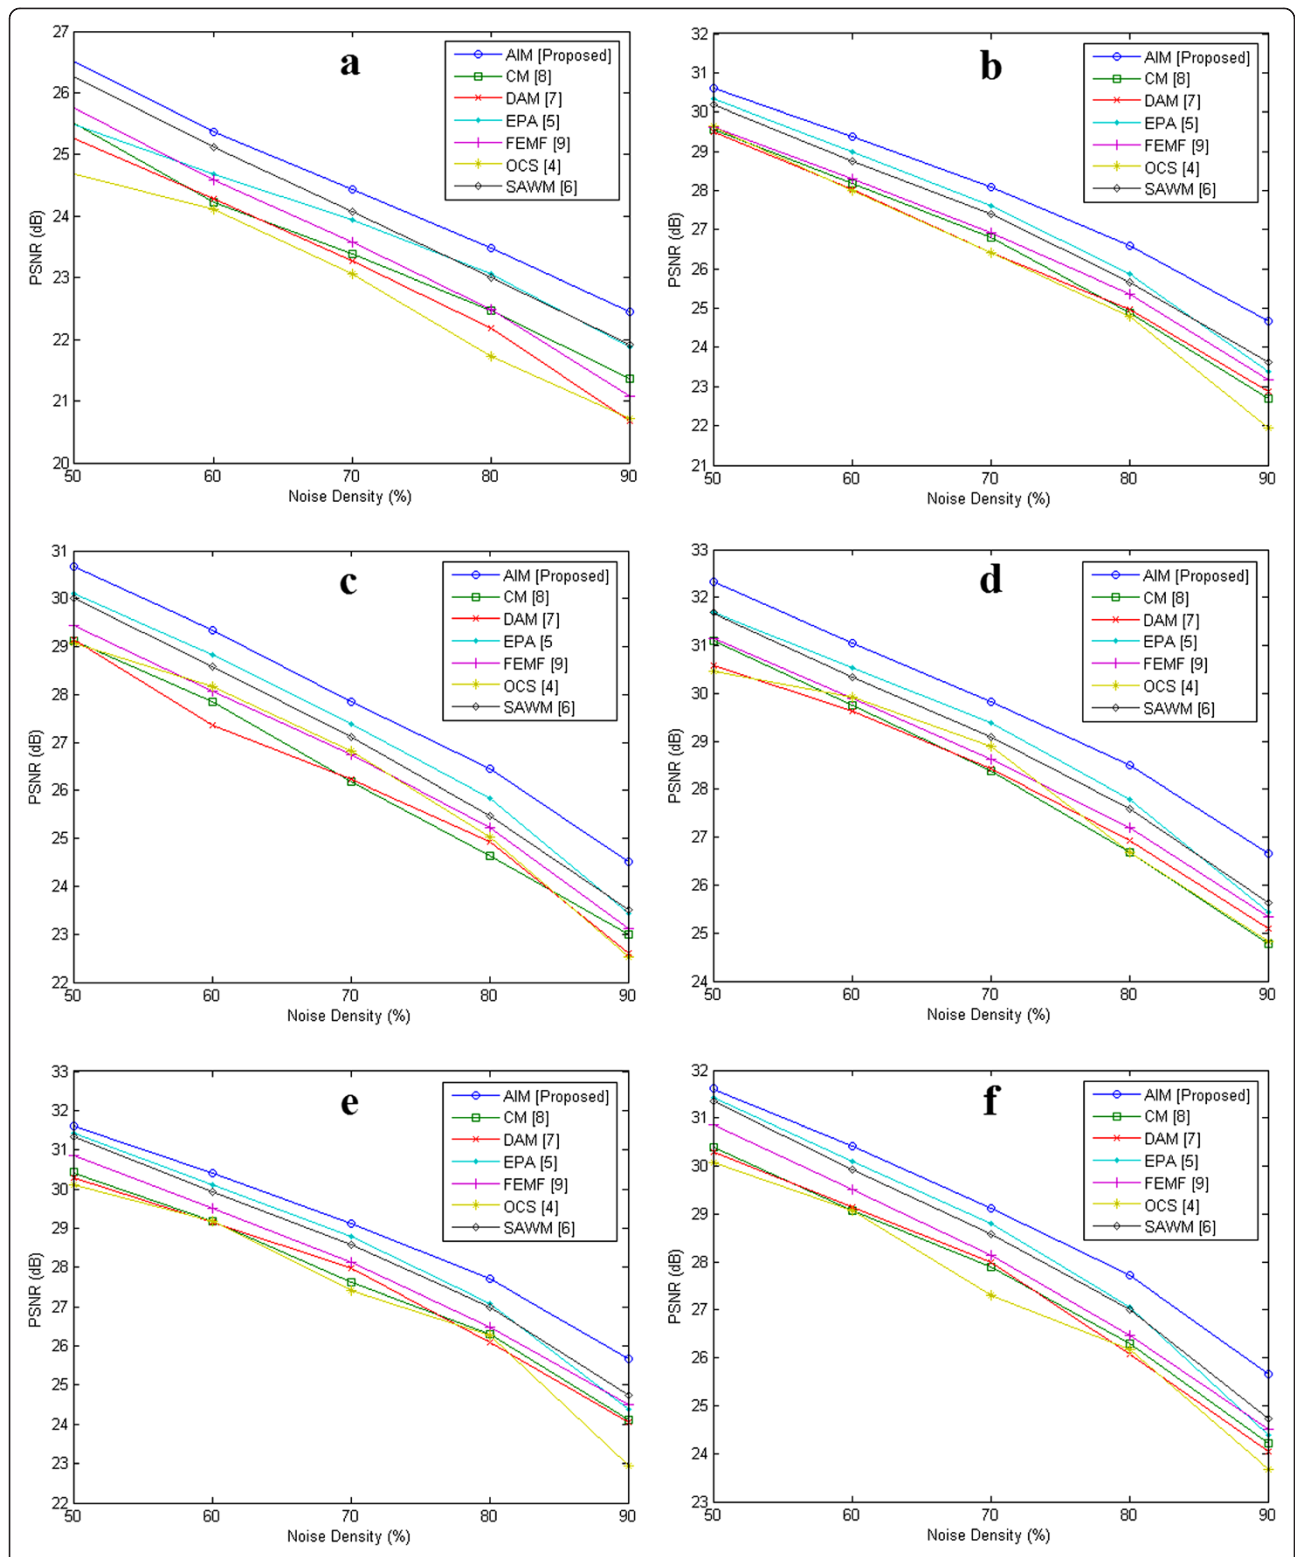 a
27
26
25
24
23
22
21
20
PSNR (dB)
50
60
70
80
90
Noise Density (%)
AIM [Proposed]
CM [8]
DAM [7]
EPA [5]
FEMF [9]
OCS [4]
SAWM [6]
b
32
31
30
29
28
27
26
25
24
23
22
21
PSNR (dB)
50
60
70
80
90
Noise Density (%)
AIM [Proposed]
CM [8]
DAM [7]
EPA [5]
FEMF [9]
OCS [4]
SAWM [6]
c
31
30
29
28
27
26
25
24
23
22
PSNR (dB)
50
60
70
80
90
Noise Density (%)
AIM [Proposed]
CM [8]
DAM [7]
EPA [5
FEMF [9]
OCS [4]
SAWM [6]
d
33
32
31
30
29
28
27
26
25
24
PSNR (dB)
50
60
70
80
90
Noise Density (%)
AIM [Proposed]
CM [8]
DAM [7]
EPA [5]
FEMF [9]
OCS [4]
SAWM [6]
e
33
32
31
30
29
28
27
26
25
24
23
22
PSNR (dB)
50
60
70
80
90
Noise Density (%)
AIM [Proposed]
CM [8]
DAM [7]
EPA [5]
FEMF [9]
OCS [4]
SAWM [6]
f
32
31
30
29
28
27
26
25
24
23
PSNR (dB)
50
60
70
80
90
Noise Density (%)
AIM [Proposed]
CM [8]
DAM [7]
EPA [5]
FEMF [9]
OCS [4]
SAWM [6]